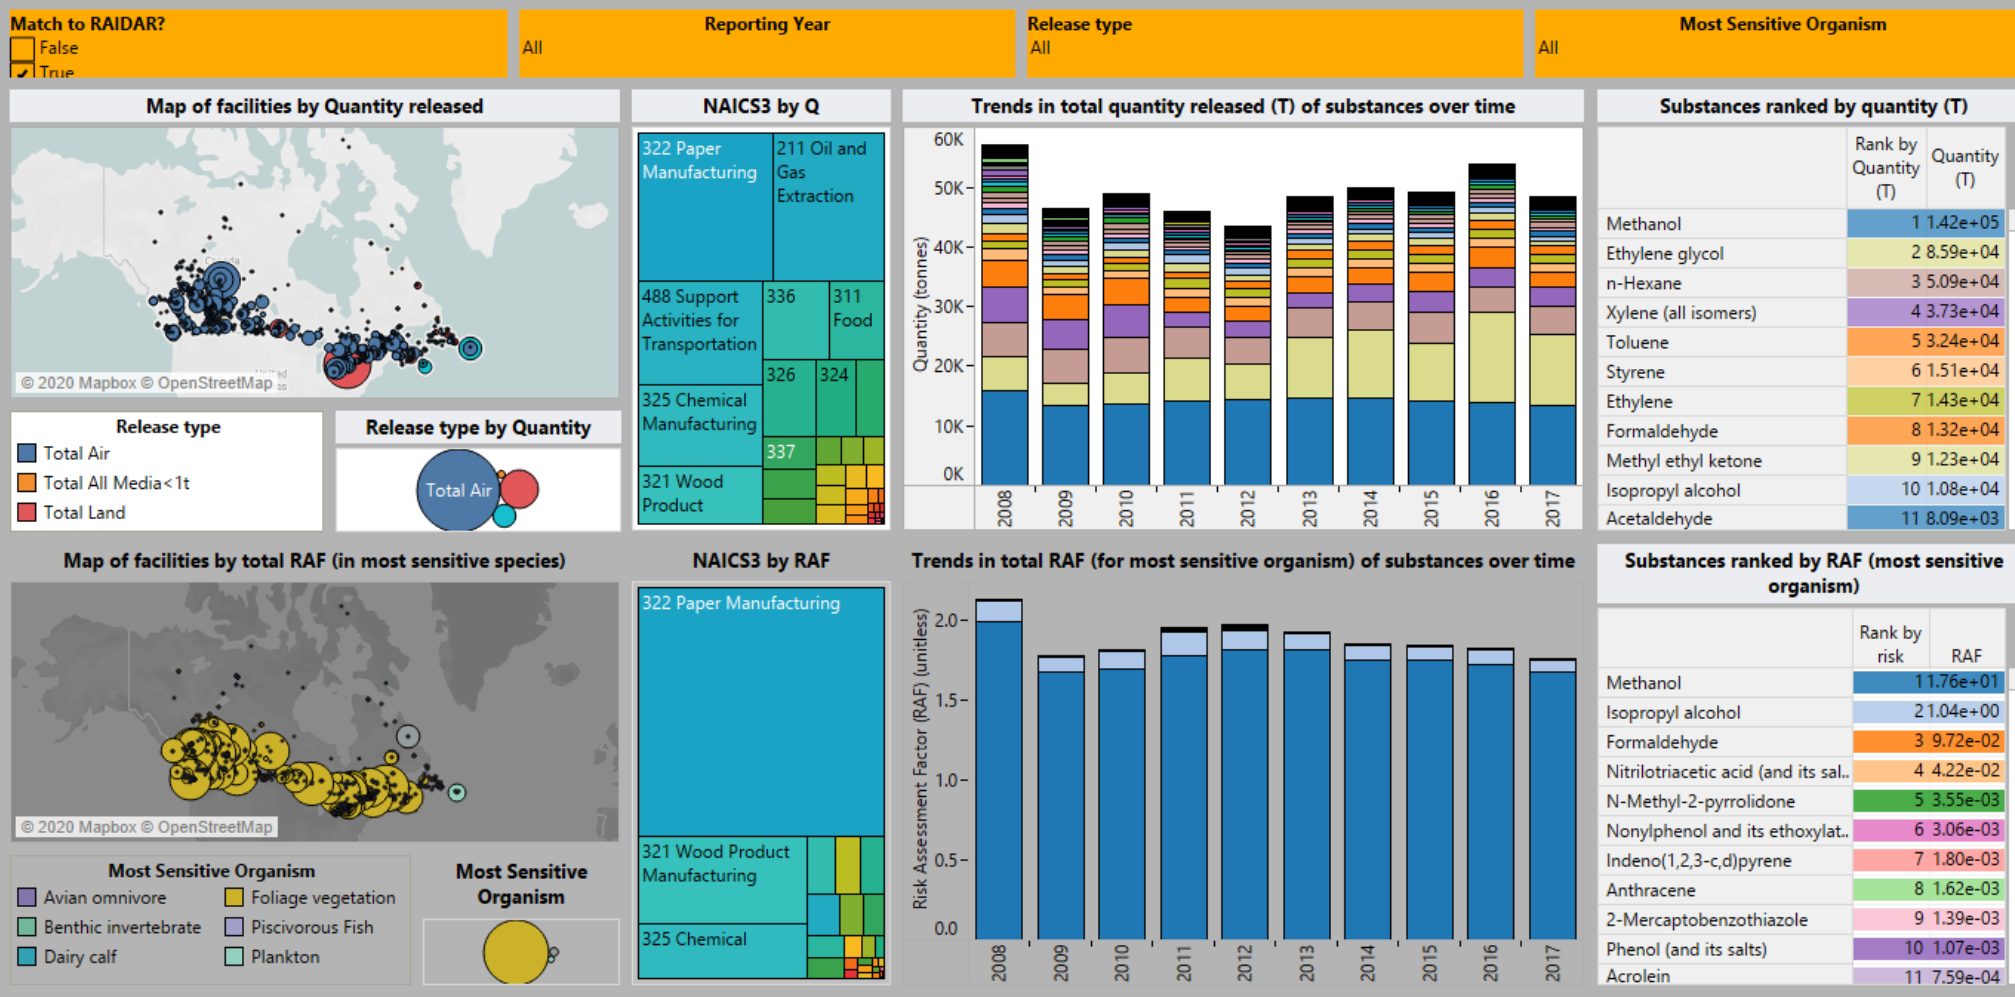 Match to RAIDAR?
False
True
Reporting Year
All
Release type
All
Most Sensitive Organism
All
Map of facilities by Quantity released
Canada
© 2020 Mapbox © OpenStreetMap
Release type
Total Air
Total All Media<1t
Total Land
Release type by Quantity
Total Air
NAICS3 by Q
322 Paper
Manufacturing
211 Oil and
Gas
Extraction
488 Support
Activities for
Transportation
336
311
Food
326
324
325 Chemical
Manufacturing
337
321 Wood
Product
Trends in total quantity released (T) of substances over time
Quantity (tonnes)
60K
50K
40K
30K
20K
10K
0K
2008
2009
2010
2011
2012
2013
2014
2015
2016
2017
Substances ranked by quantity (T)
Rank by
Quantity
(T)
Quantity
(T)
Methanol 1 1.42e+05
Ethylene glycol 2 8.59e+04
n-Hexane 3 5.09e+04
Xylene (all isomers) 4 3.73e+04
Toluene 5 3.24e+04
Styrene 6 1.51e+04
Ethylene 7 1.43e+04
Formaldehyde 8 1.32e+04
Methyl ethyl ketone 9 1.23e+04
Isopropyl alcohol 10 1.08e+04
Acetaldehyde 11 8.09e+03
Map of facilities by total RAF (in most sensitive species)
© 2020 Mapbox © OpenStreetMap
Most Sensitive Organism
Avian omnivore
Foliage vegetation
Benthic invertebrate
Piscivorous Fish
Dairy calf
Plankton
Most Sensitive
Organism
NAICS3 by RAF
322 Paper Manufacturing
321 Wood Product
Manufacturing
325 Chemical
Trends in total RAF (for most sensitive organism) of substances over time
Risk Assessment Factor (RAF) (unitless)
2.0
1.5
1.0
0.5
0.0
2008
2009
2010
2011
2012
2013
2014
2015
2016
2017
Substances ranked by RAF (most sensitive
organism)
Rank by
risk
RAF
Methanol 1 1.76e+01
Isopropyl alcohol 2 1.04e+00
Formaldehyde 3 9.72e-02
Nitrilotriacetic acid (and its sal.. 4 4.22e-02
N-Methyl-2-pyrrolidone 5 3.55e-03
Nonylphenol and its ethoxylat.. 6 3.06e-03
Indeno(1,2,3-c,d)pyrene 7 1.80e-03
Anthracene 8 1.62e-03
2-Mercaptobenzothiazole 9 1.39e-03
Phenol (and its salts) 10 1.07e-03
Acrolein 11 7.59e-04